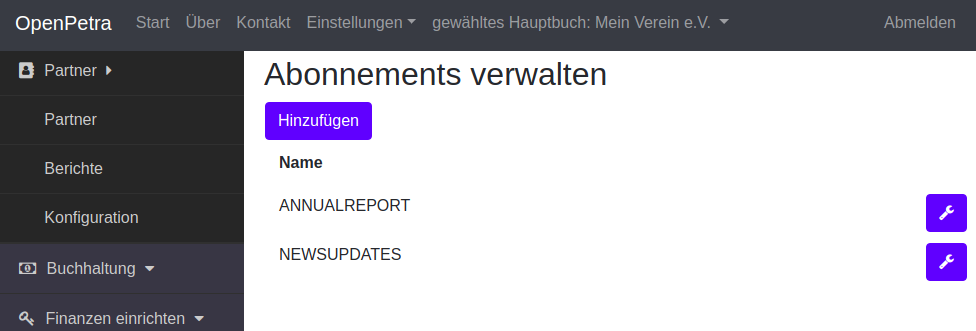 OpenPetra Start Über Kontakt Einstellungen gewähltes Hauptbuch: Mein Verein e.V. Abmelden
Partner
Partner
Berichte
Konfiguration
Buchhaltung
Finanzen einrichten
Abonnements verwalten
Hinzufügen
Name
ANNUALREPORT
NEWSUPDATES